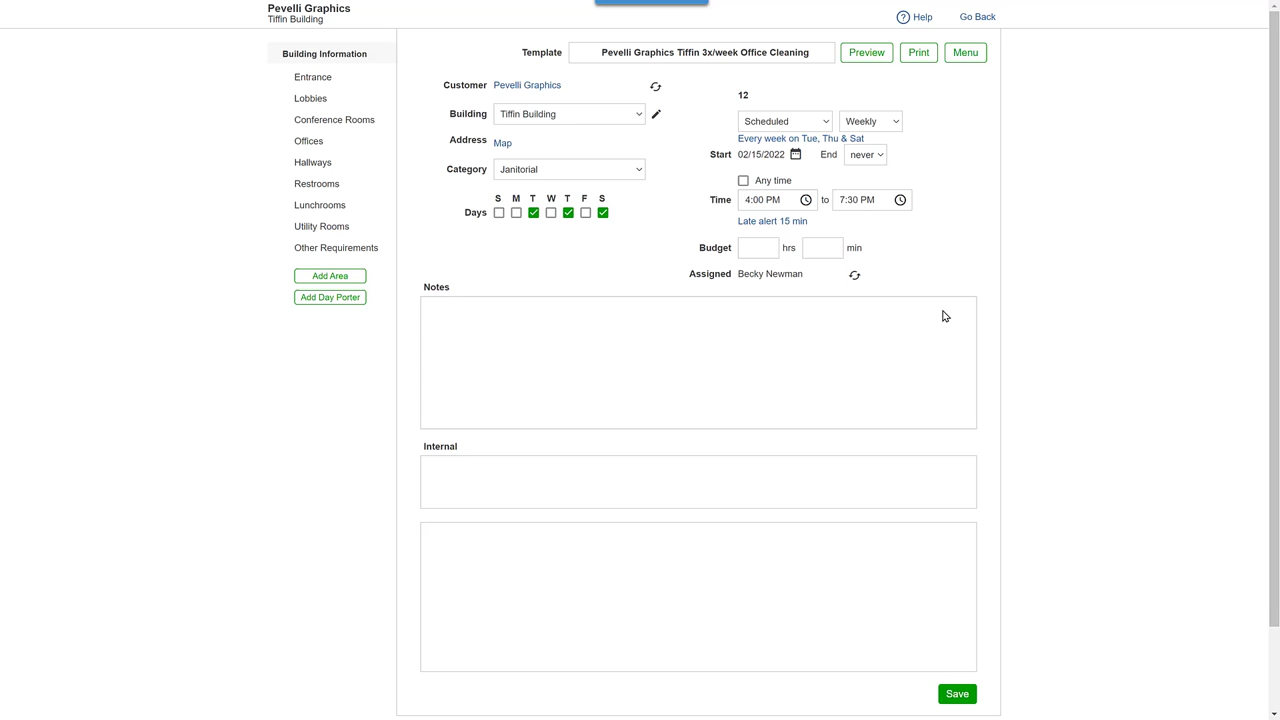 Pevelli Graphics
Tiffin Building
Help
Go Back
Building Information
Entrance
Lobbies
Conference Rooms
Offices
Hallways
Restrooms
Lunchrooms
Utility Rooms
Other Requirements
Add Area
Add Day Porter
Template
Pevelli Graphics Tiffin 3x/week Office Cleaning
Preview
Print
Menu
Customer Pevelli Graphics
Building Tiffin Building
Address Map
Category Janitorial
S M T W T F S
Days
12
Scheduled Weekly
Every week on Tue, Thu & Sat
Start 02/15/2022 End never
Any time
Time 4:00 PM to 7:30 PM
Late alert 15 min
Budget hrs min
Assigned Becky Newman
Notes
Internal
Save